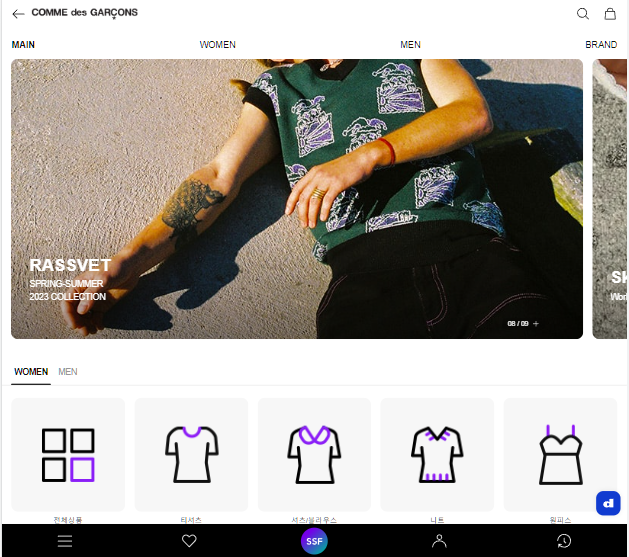 COMME des GARÇONS
MAIN WOMEN MEN BRAND
RASSVET
SPRING-SUMMER
2023 COLLECTION
08 / 09 +
WOMEN MEN
전체상품 티셔츠 셔츠/블라우스 니트 원피스
d
SSF